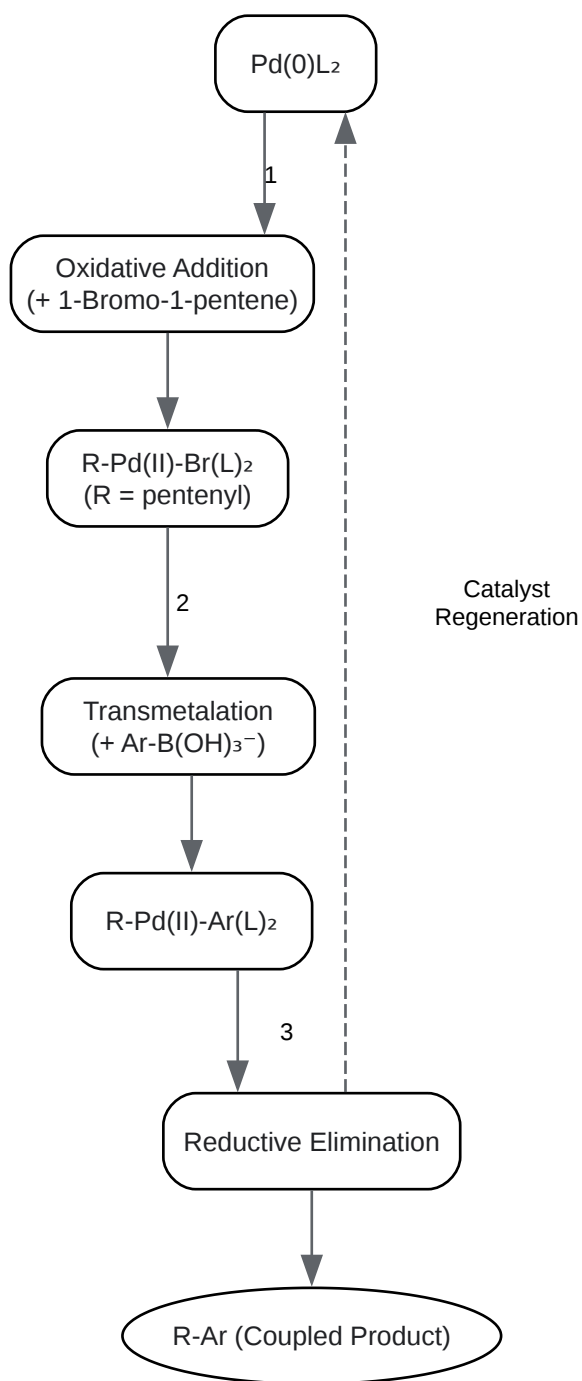 Pd(0)L₂
1
Oxidative Addition
(+ 1-Bromo-1-pentene)
R-Pd(II)-Br(L)₂
(R = pentenyl)
2
Catalyst
Regeneration
Transmetalation
(+ Ar-B(OH)₃⁻)
R-Pd(II)-Ar(L)₂
3
Reductive Elimination
R-Ar (Coupled Product)